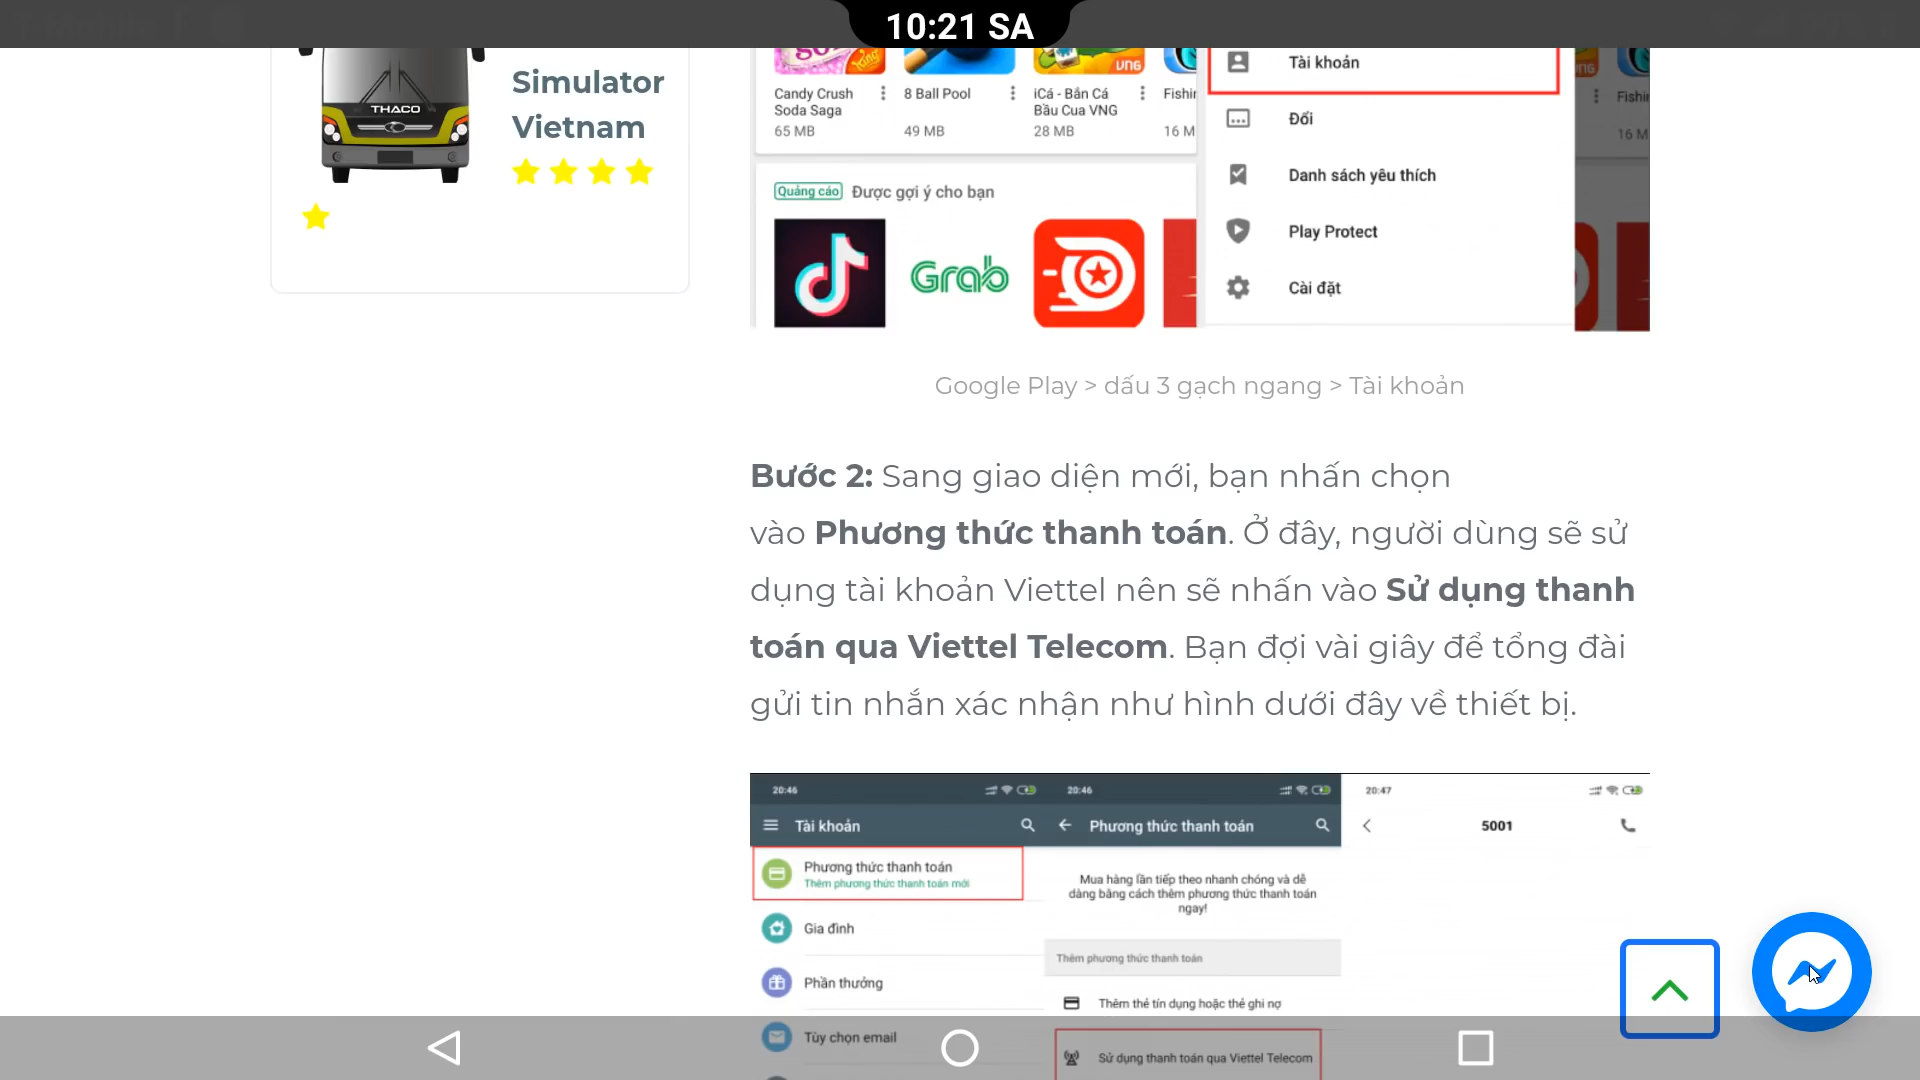 10:21 SA
Simulator
Vietnam
THACO
Candy Crush
Soda Saga
65 MB
8 Ball Pool
49 MB
iCá - Bắn Cá
Bầu Cua VNG
28 MB
16 M
Quảng cáo Được gợi ý cho bạn
Grab
Tài khoản
Đổi
Danh sách yêu thích
Play Protect
Cài đặt
16 M
Google Play > dấu 3 gạch ngang > Tài khoản
Bước 2: Sang giao diện mới, bạn nhấn chọn
vào Phương thức thanh toán. Ở đây, người dùng sẽ sử
dụng tài khoản Viettel nên sẽ nhấn vào Sử dụng thanh
toán qua Viettel Telecom. Bạn đợi vài giây để tổng đài
gửi tin nhắn xác nhận như hình dưới đây về thiết bị.
20:46
Tài khoản
Phương thức thanh toán
Thêm phương thức thanh toán mới
Gia đình
Phần thưởng
Tùy chọn email
20:46
Phương thức thanh toán
Mua hàng lần tiếp theo nhanh chóng và dễ
dàng bằng cách thêm phương thức thanh toán
ngay!
Thêm phương thức thanh toán
Thêm thẻ tín dụng hoặc thẻ ghi nợ
Sử dụng thanh toán qua Viettel Telecom
20:47
5001